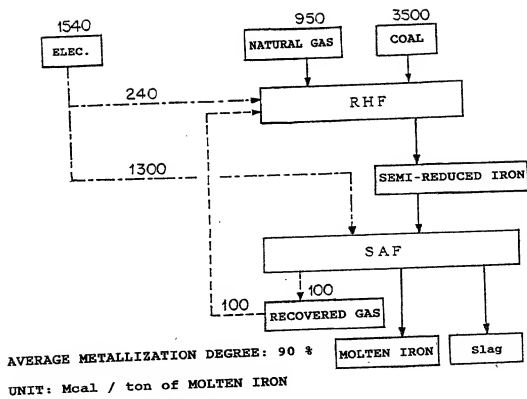 1540
ELEC.
950
NATURAL GAS
3500
COAL
240
RHF
1300
SEMI-REDUCED IRON
SAF
100
100
RECOVERED GAS
MOLTEN IRON
Slag
AVERAGE METALLIZATION DEGREE: 90 %
UNIT: Mcal / ton of MOLTEN IRON